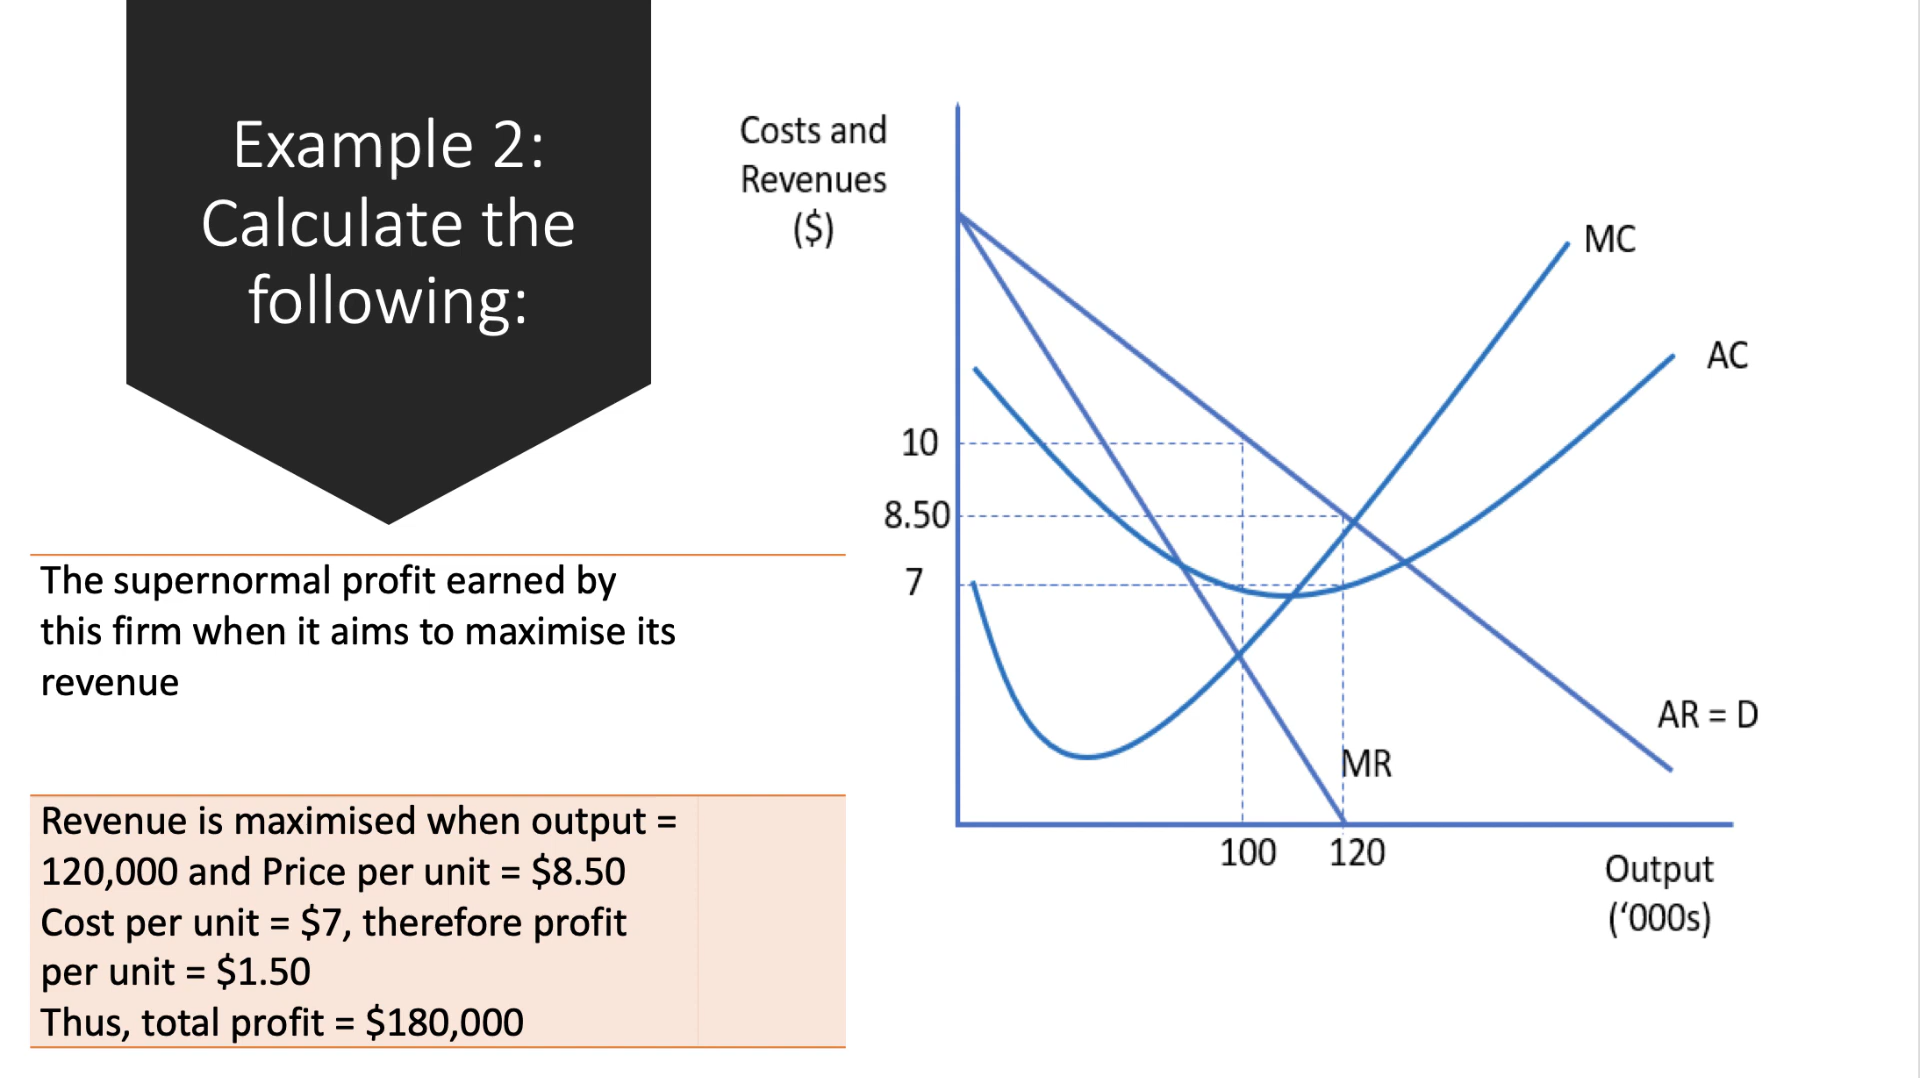 Example 2:
Calculate the
following:
The supernormal profit earned by
this firm when it aims to maximise its
revenue
Revenue is maximised when output =
120,000 and Price per unit = $8.50
Cost per unit = $7, therefore profit
per unit = $1.50
Thus, total profit = $180,000
Costs and
Revenues
($)
MC
AC
10
8.50
7
AR = D
MR
100
120
Output
(‘000s)